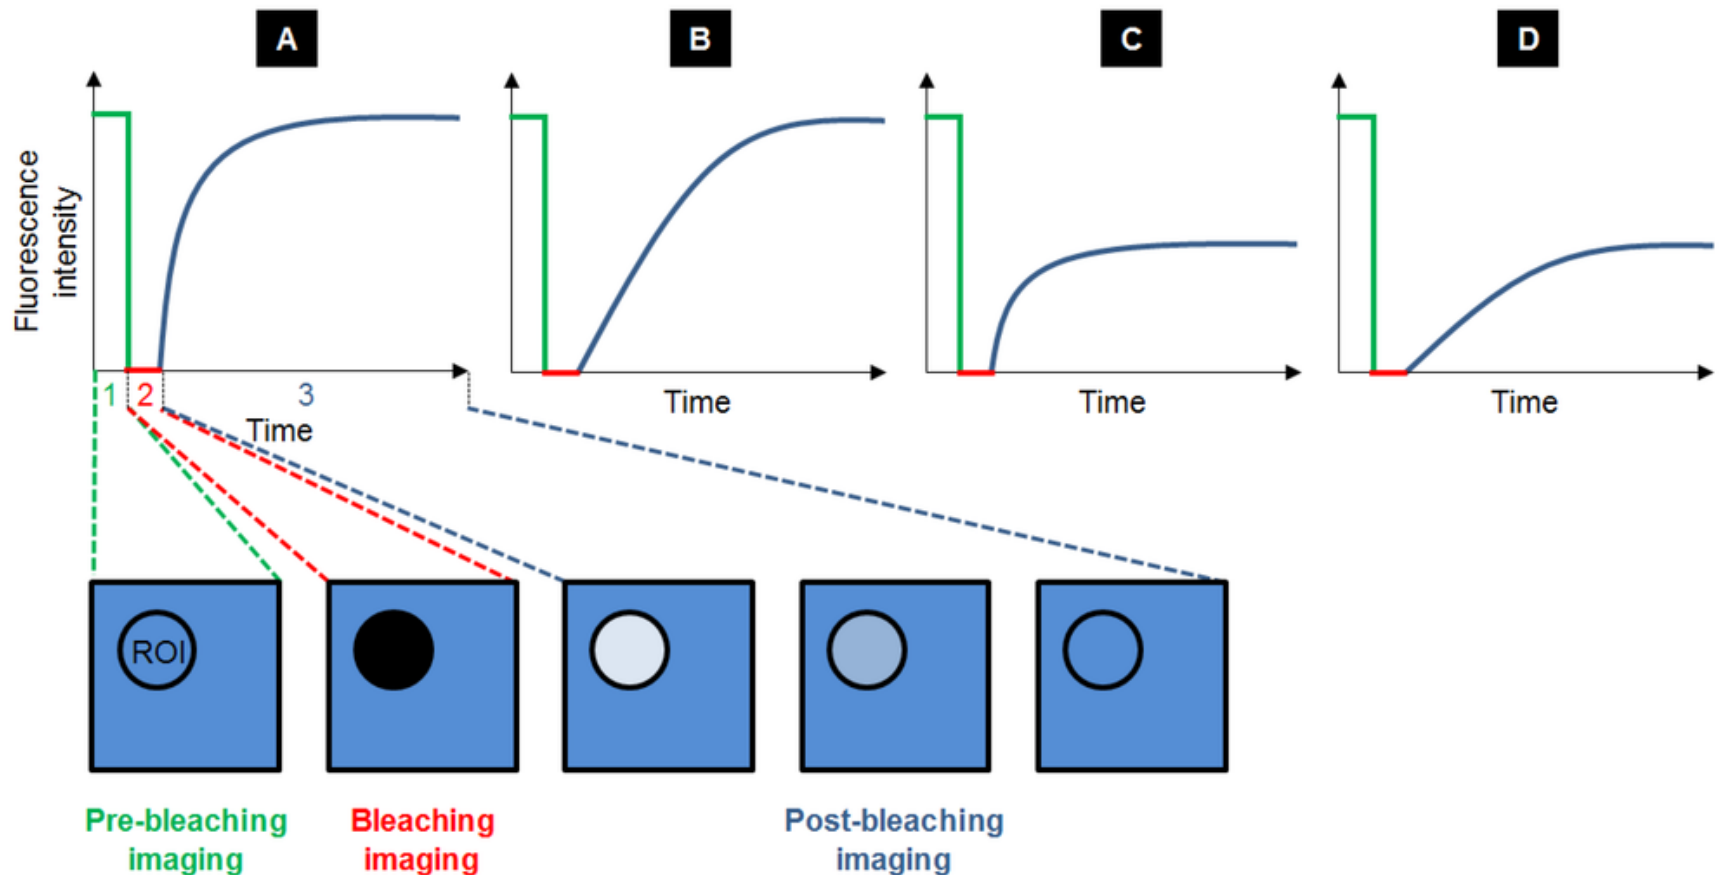 A
B
C
D
Fluorescence
intensity
1
2
3
Time
Time
Time
Time
ROI
Pre-bleaching
imaging
Bleaching
imaging
Post-bleaching
imaging